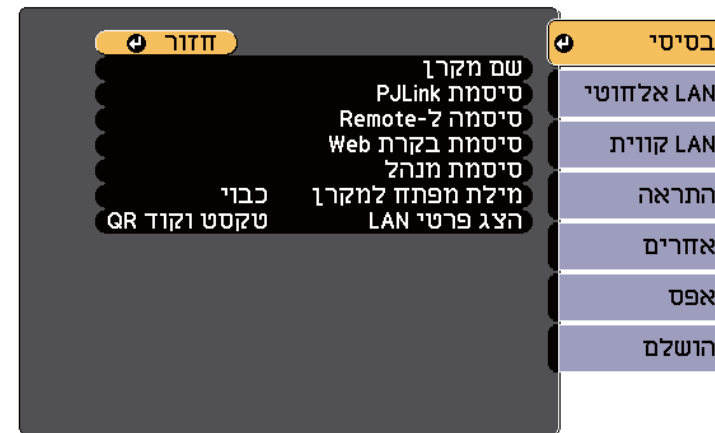 חזור
שם מקרן
סיסמת PJLink
סיסמה ל-Remote
סיסמת בקרת Web
סיסמת מנהל
מילת מפתח למקרן כבוי
הצג פרטי LAN טקסט וקוד QR
בסיסי
LAN אלחוטי
LAN קווית
התראה
אחרים
אפס
הושלם